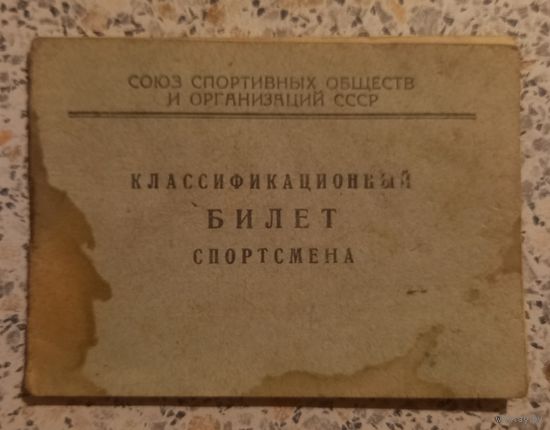 СОЮЗ СПОРТИВНЫХ ОБЩЕСТВ
И ОРГАНИЗАЦИЙ СССР
КЛАССИФИКАЦИОННЫЙ
БИЛЕТ
СПОРТСМЕНА